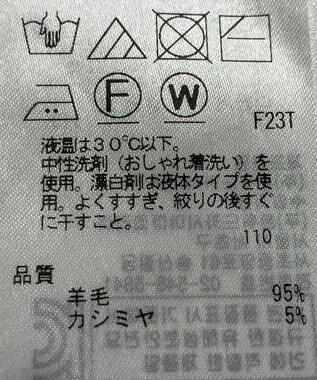 F W
F23T
液温は30℃以下。
中性洗剤（おしゃれ着洗い）を
使用。漂白剤は液体タイプを使
用。よくすすぎ、絞りの後すぐ
に干すこと。
110
品質
羊毛 95%
カシミヤ 5%